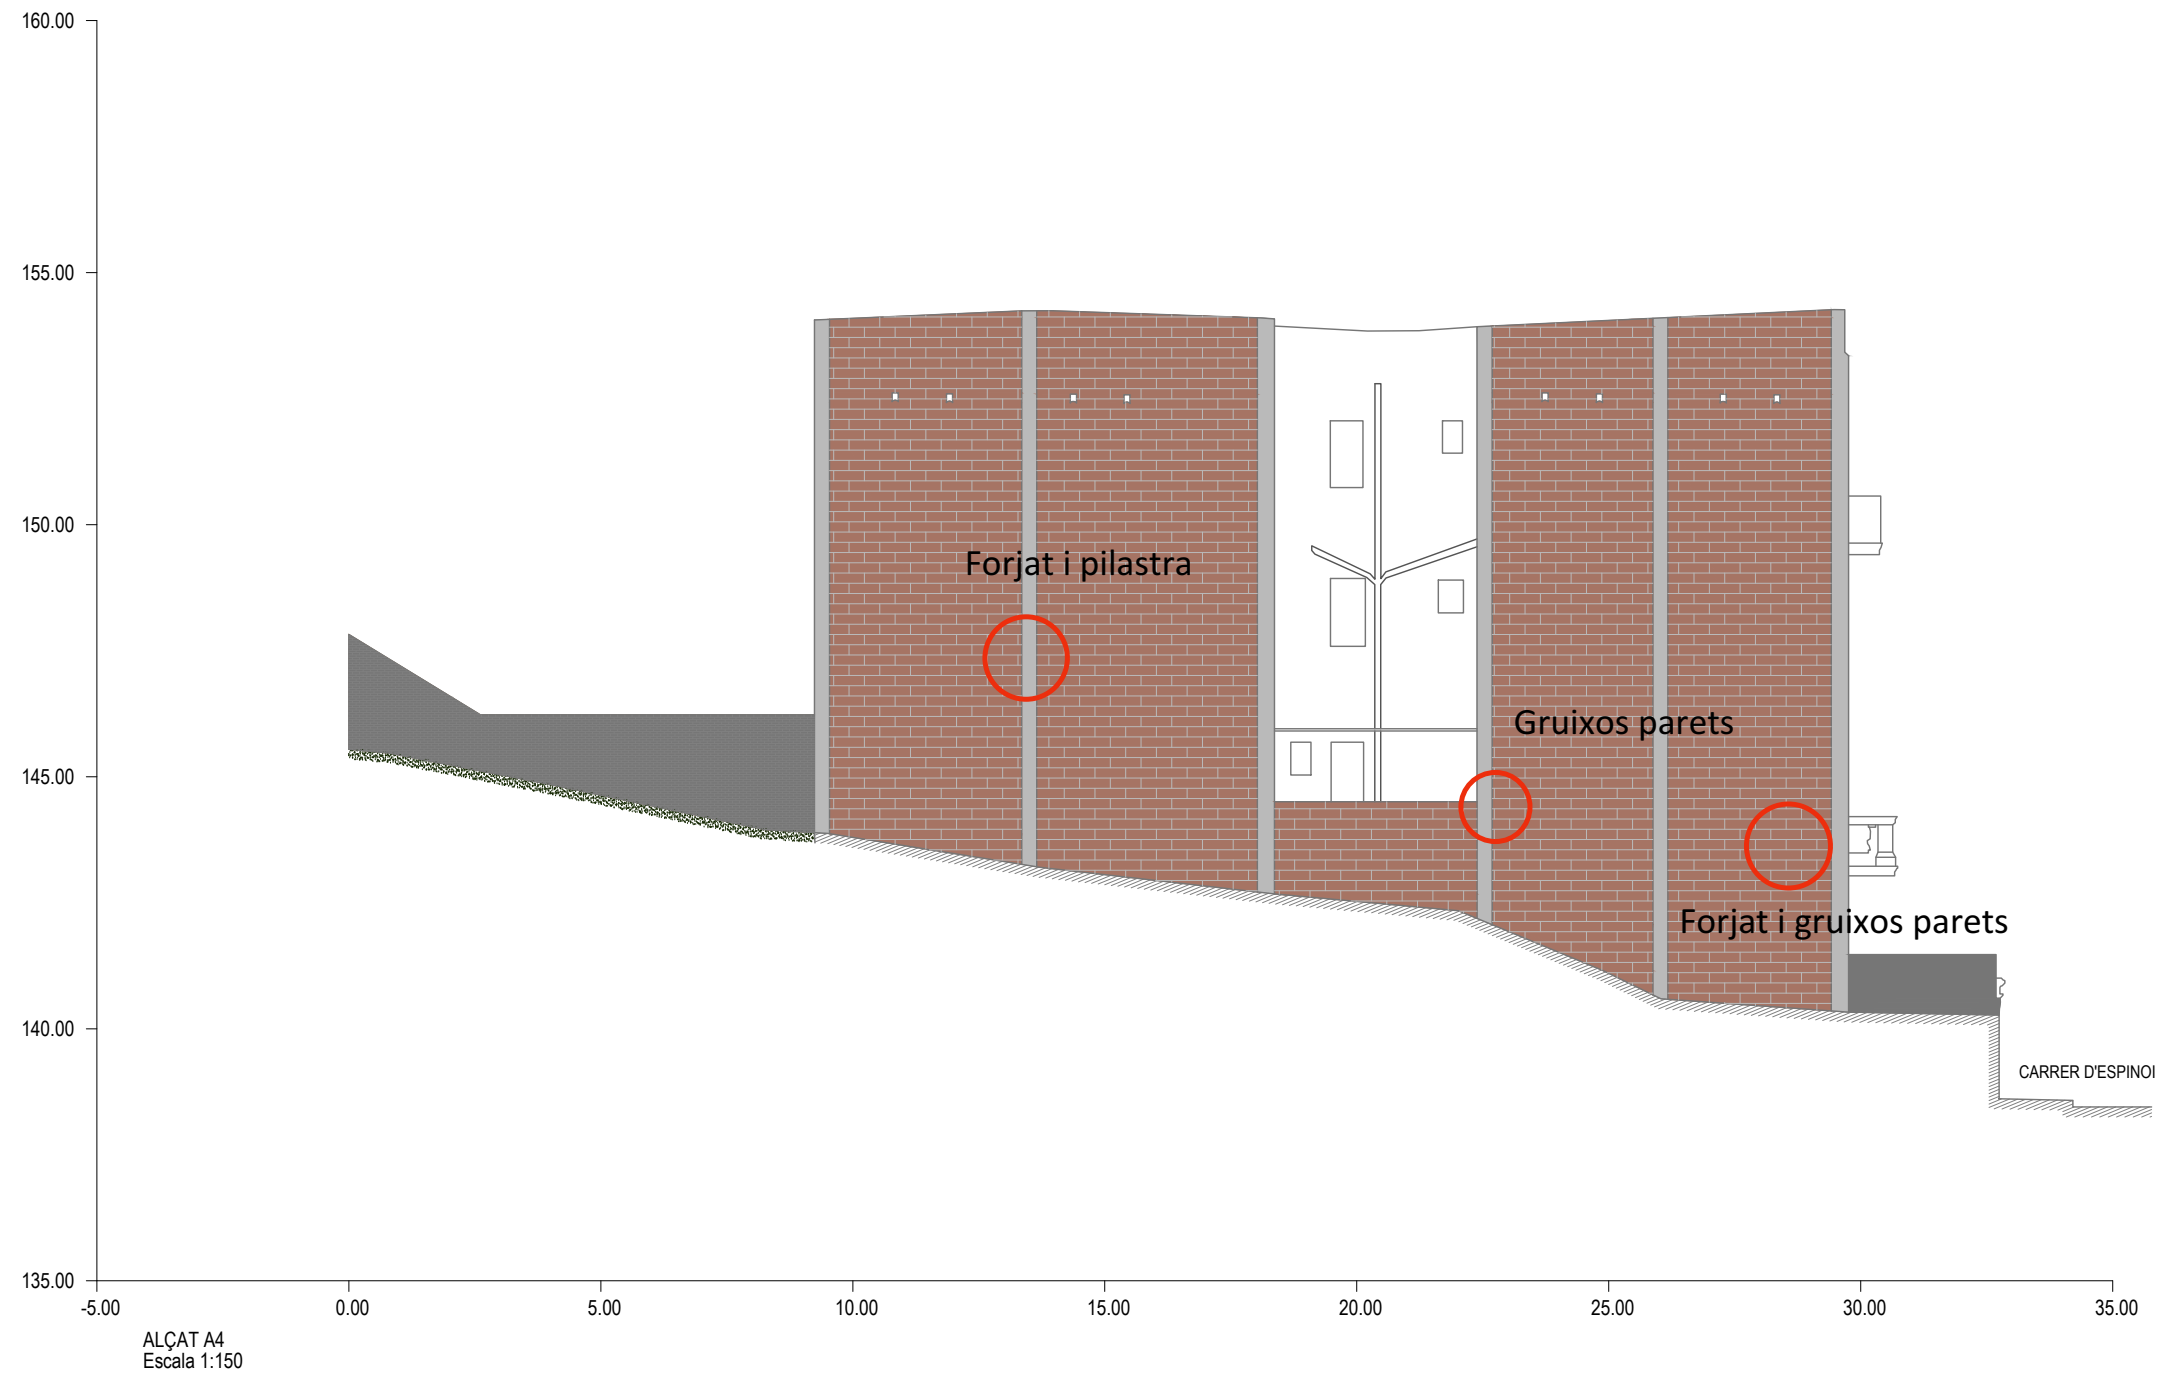 160.00
155.00
150.00
Forjat i pilastra
Gruixos parets
145.00
Forjat i gruixos parets
140.00
CARRER D'ESPINOI
135.00
-5.00 0.00 5.00 10.00 15.00 20.00 25.00 30.00 35.00
ALÇAT A4
Escala 1:150